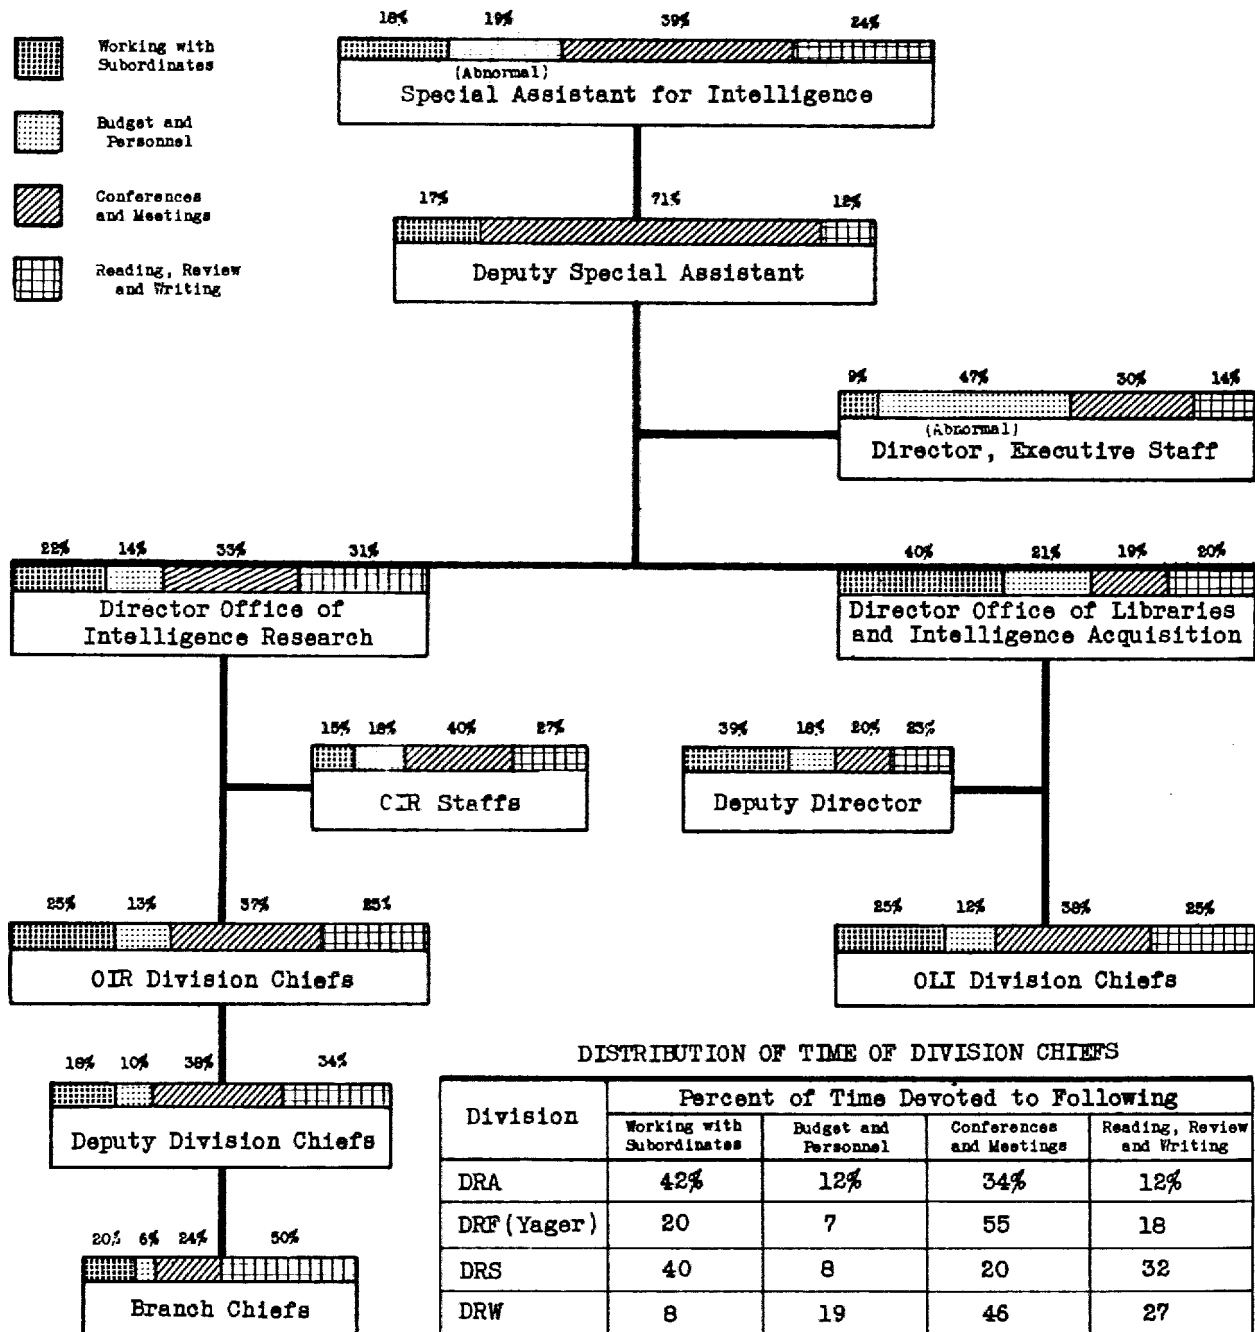 Working with
Subordinates
Budget and
Personnel
Conferences
and Meetings
Reading, Review
and Writing
18% 19% 39% 24%
(Abnormal)
Special Assistant for Intelligence
17% 71% 12%
Deputy Special Assistant
9% 47% 30% 14%
(Abnormal)
Director, Executive Staff
22% 14% 33% 31%
Director Office of
Intelligence Research
40% 21% 19% 20%
Director Office of Libraries
and Intelligence Acquisition
15% 18% 40% 27%
OIR Staffs
39% 18% 20% 23%
Deputy Director
25% 13% 37% 25%
OIR Division Chiefs
25% 12% 38% 25%
OLI Division Chiefs
18% 10% 38% 34%
Deputy Division Chiefs
20% 6% 24% 50%
Branch Chiefs
DISTRIBUTION OF TIME OF DIVISION CHIEFS
Division
Percent of Time Devoted to Following
Working with
Subordinates
Budget and
Personnel
Conferences
and Meetings
Reading, Review
and Writing
DRA 42% 12% 34% 12%
DRF (Yager) 20 7 55 18
DRS 40 8 20 32
DRW 8 19 46 27